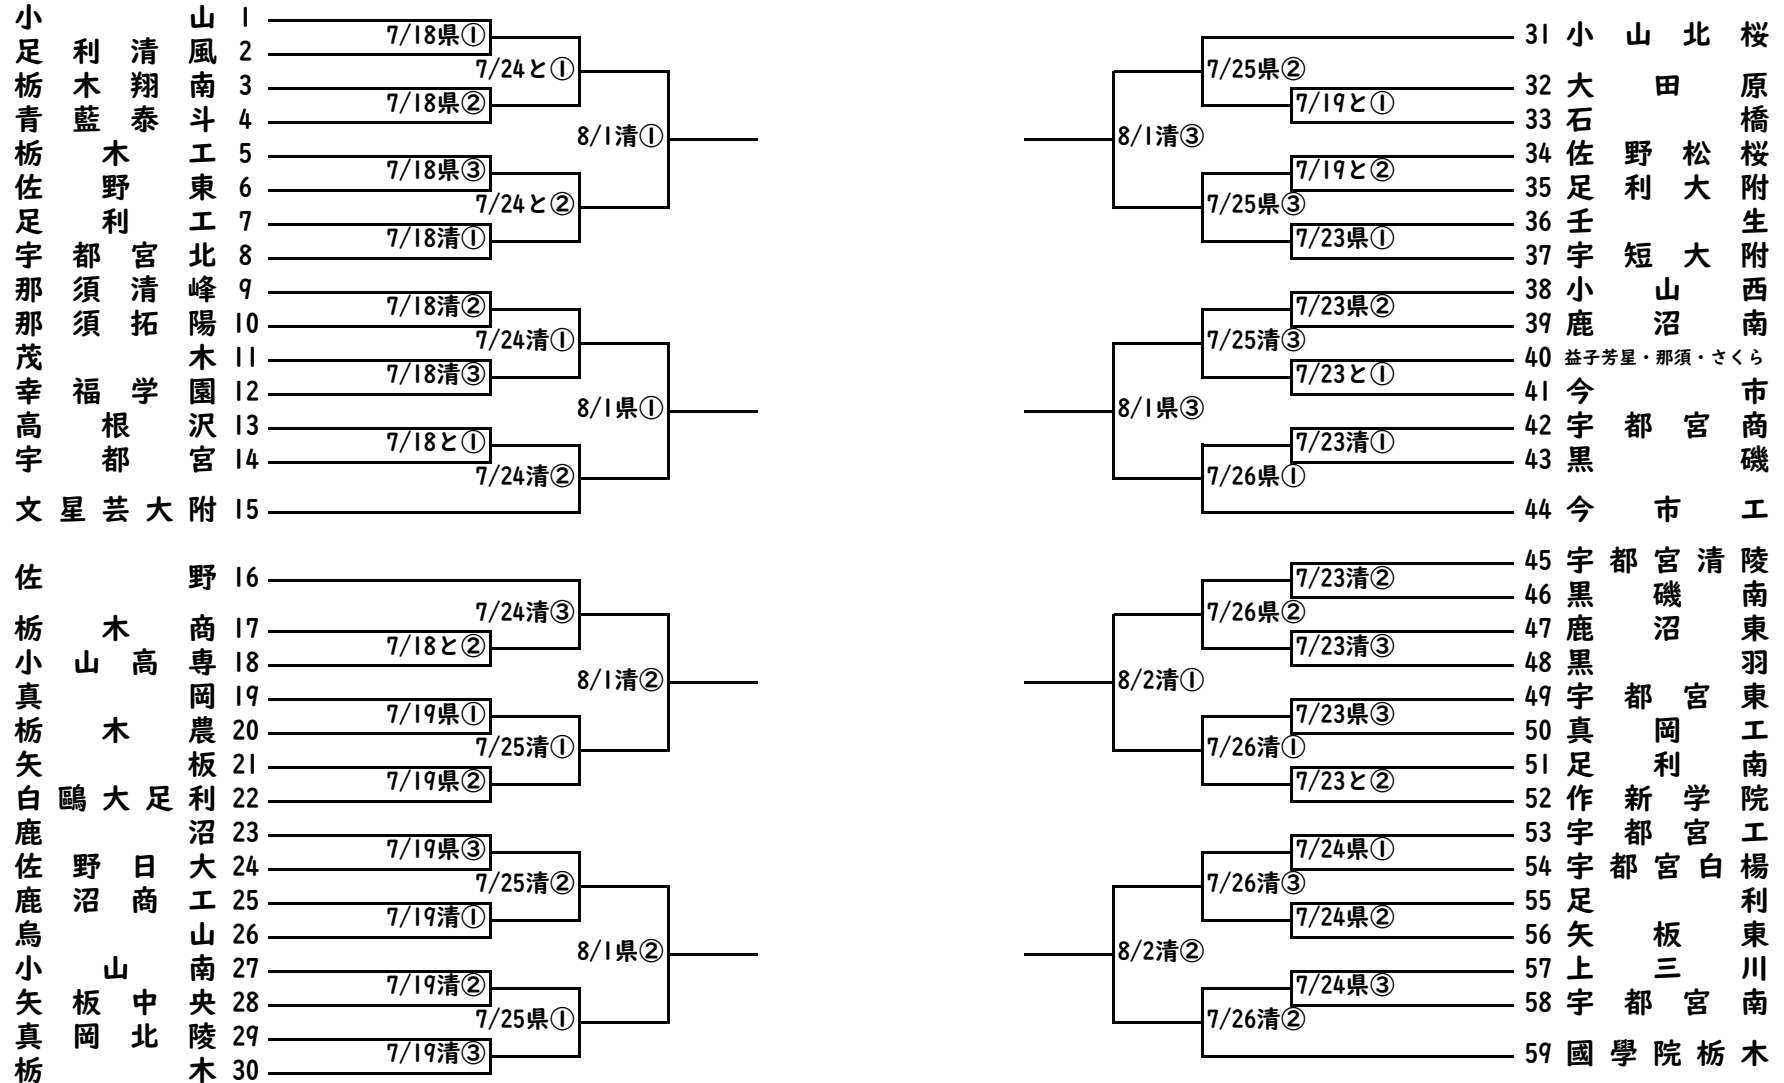 小山 1
足利清風 2
栃木翔南 3
青藍泰斗 4
栃木工 5
佐野東 6
足利工 7
宇都宮北 8
那須清峰 9
那須拓陽 10
茂木 11
幸福学園 12
高根沢 13
宇都宮 14
文星芸大附 15
佐野 16
栃木商 17
小山高専 18
真岡 19
栃木農 20
矢板 21
白鷗大足利 22
鹿沼 23
佐野日大 24
鹿沼商工 25
烏山 26
小山南 27
矢板中央 28
真岡北陵 29
栃木 30
7/18県①
7/18県②
7/18県③
7/18清①
7/18清②
7/18清③
7/18と①
7/18と②
7/19県①
7/19県②
7/19県③
7/19清①
7/19清②
7/19清③
7/24と①
7/24と②
7/24清①
7/24清②
7/24清③
7/25清①
7/25清②
7/25県①
8/1清①
8/1県①
8/1清②
8/1県②
8/1清③
8/1県③
8/2清①
8/2清②
7/25県②
7/25県③
7/25清③
7/26県①
7/26県②
7/26清①
7/26清③
7/26清②
7/19と①
7/19と②
7/23県①
7/23県②
7/23と①
7/23清①
7/23清②
7/23清③
7/23県③
7/23と②
7/24県①
7/24県②
7/24県③
31 小山北桜
32 大田原
33 石橋
34 佐野松桜
35 足利大附
36 壬生
37 宇短大附
38 小山西
39 鹿沼南
40 益子芳星・那須・さくら
41 今市
42 宇都宮商
43 黒磯
44 今市工
45 宇都宮清陵
46 黒磯南
47 鹿沼東
48 黒羽
49 宇都宮東
50 真岡工
51 足利南
52 作新学院
53 宇都宮工
54 宇都宮白楊
55 足利
56 矢板東
57 上三川
58 宇都宮南
59 國學院栃木